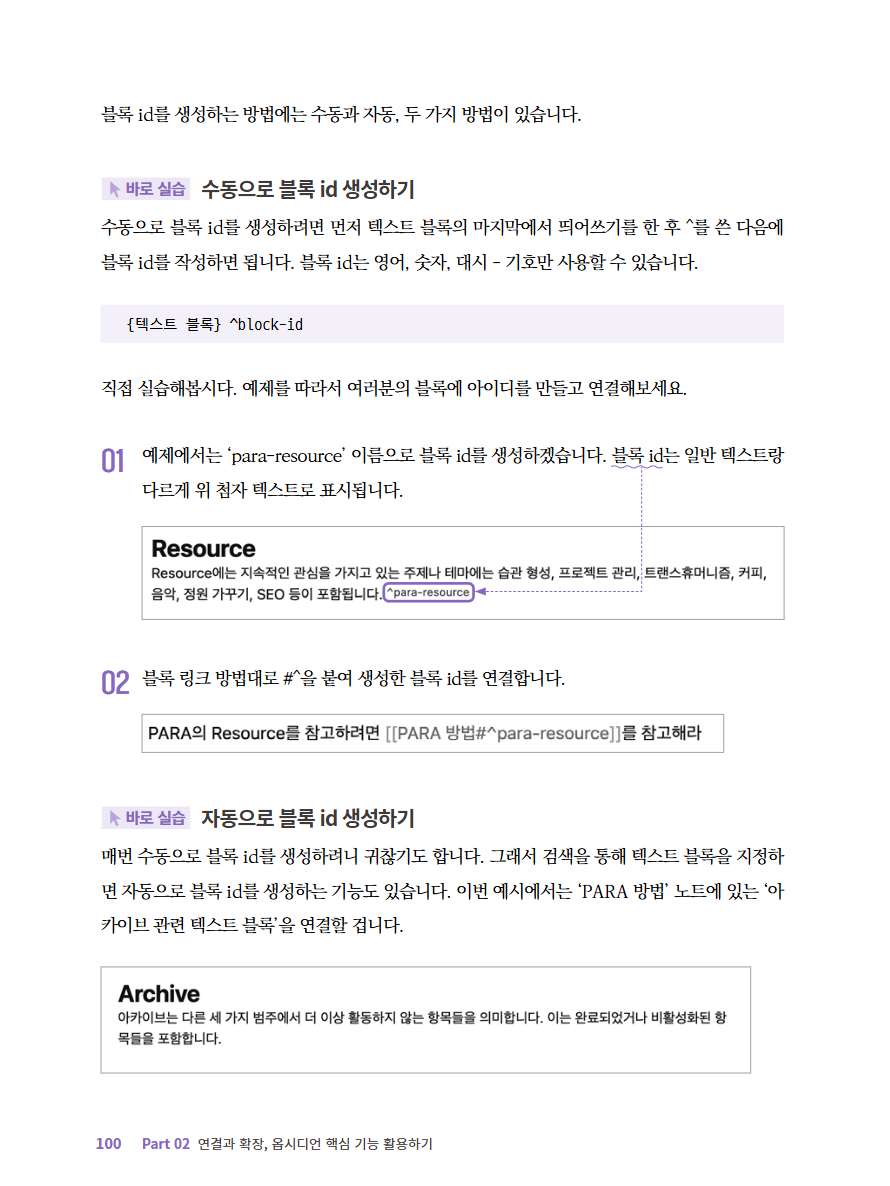 블록 id를 생성하는 방법에는 수동과 자동, 두 가지 방법이 있습니다.
바로 실습 수동으로 블록 id 생성하기
수동으로 블록 id를 생성하려면 먼저 텍스트 블록의 마지막에서 띄어쓰기를 한 후 ^를 쓴 다음에
블록 id를 작성하면 됩니다. 블록 id는 영어, 숫자, 대시 - 기호만 사용할 수 있습니다.
{텍스트 블록} ^block-id
직접 실습해봅시다. 예제를 따라서 여러분의 블록에 아이디를 만들고 연결해보세요.
01 예제에서는 ‘para-resource’ 이름으로 블록 id를 생성하겠습니다. 블록 id는 일반 텍스트랑
다르게 위 첨자 텍스트로 표시됩니다.
Resource
Resource에는 지속적인 관심을 가지고 있는 주제나 테마에는 습관 형성, 프로젝트 관리, 트랜스휴머니즘, 커피,
음악, 정원 가꾸기, SEO 등이 포함됩니다. ^para-resource
02 블록 링크 방법대로 #^을 붙여 생성한 블록 id를 연결합니다.
PARA의 Resource를 참고하려면 [[PARA 방법#^para-resource]]를 참고해라
바로 실습 자동으로 블록 id 생성하기
매번 수동으로 블록 id를 생성하려니 귀찮기도 합니다. 그래서 검색을 통해 텍스트 블록을 지정하
면 자동으로 블록 id를 생성하는 기능도 있습니다. 이번 예시에서는 ‘PARA 방법’ 노트에 있는 ‘아
카이브 관련 텍스트 블록’을 연결할 겁니다.
Archive
아카이브는 다른 세 가지 범주에서 더 이상 활동하지 않는 항목들을 의미합니다. 이는 완료되었거나 비활성화된 항
목들을 포함합니다.
100 Part 02 연결과 확장, 옵시디언 핵심 기능 활용하기